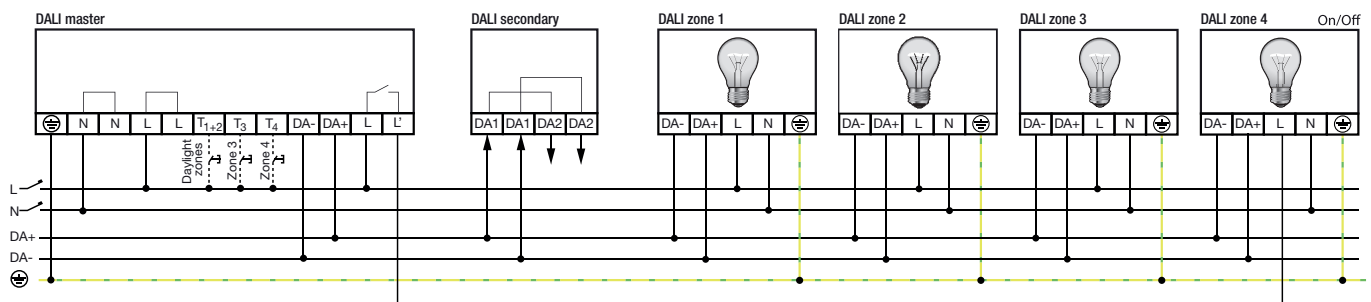 DALI master
DALI secondary
DALI zone 1
DALI zone 2
DALI zone 3
DALI zone 4
On/Off
N N L L T1+2 T3 T4 DA- DA+ L L'
DA1 DA1 DA2 DA2
DA- DA+ L N
DA- DA+ L N
DA- DA+ L N
DA- DA+ L N
Daylight
zones
Zone 3
Zone 4
L
N
DA+
DA-